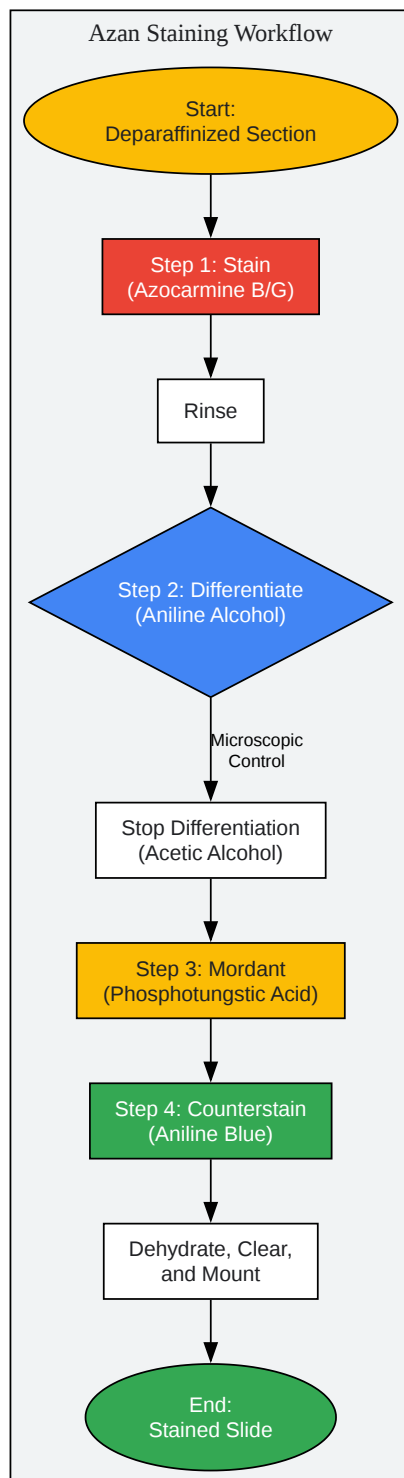 Azan Staining Workflow
Start:
Deparaffinized Section
Step 1: Stain
(Azocarmine B/G)
Rinse
Step 2: Differentiate
(Aniline Alcohol)
Microscopic
Control
Stop Differentiation
(Acetic Alcohol)
Step 3: Mordant
(Phosphotungstic Acid)
Step 4: Counterstain
(Aniline Blue)
Dehydrate, Clear,
and Mount
End:
Stained Slide